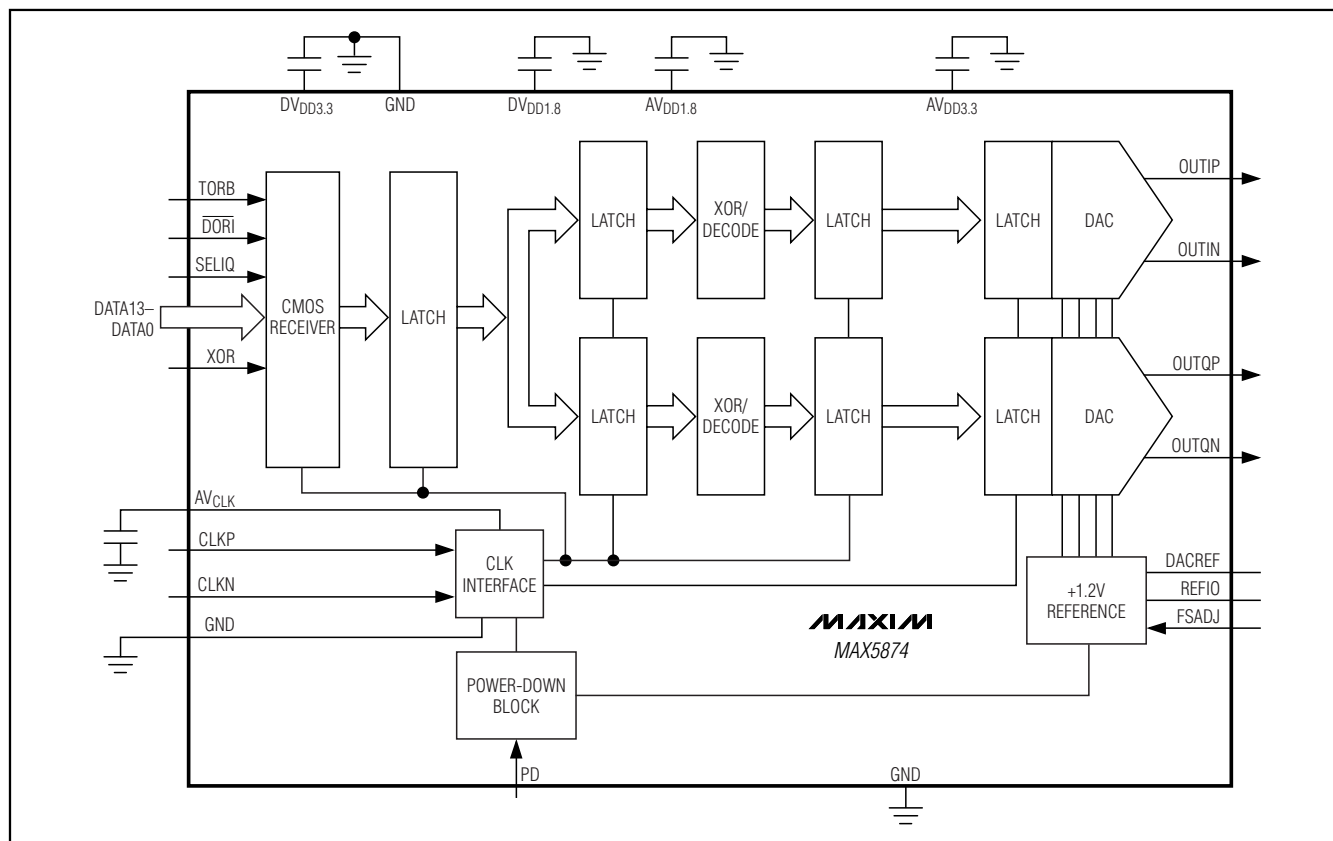 DVDD3.3
GND
DVDD1.8
AVDD1.8
AVDD3.3
TORB
DORI
SELIQ
DATA13–
DATA0
XOR
CMOS
RECEIVER
LATCH
LATCH
XOR/
DECODE
LATCH
LATCH
DAC
OUTIP
OUTIN
LATCH
XOR/
DECODE
LATCH
LATCH
DAC
OUTQP
OUTQN
AVCLK
CLKP
CLKN
GND
CLK
INTERFACE
+1.2V
REFERENCE
DACREF
REFIO
FSADJ
MAXIM
MAX5874
POWER-DOWN
BLOCK
PD
GND